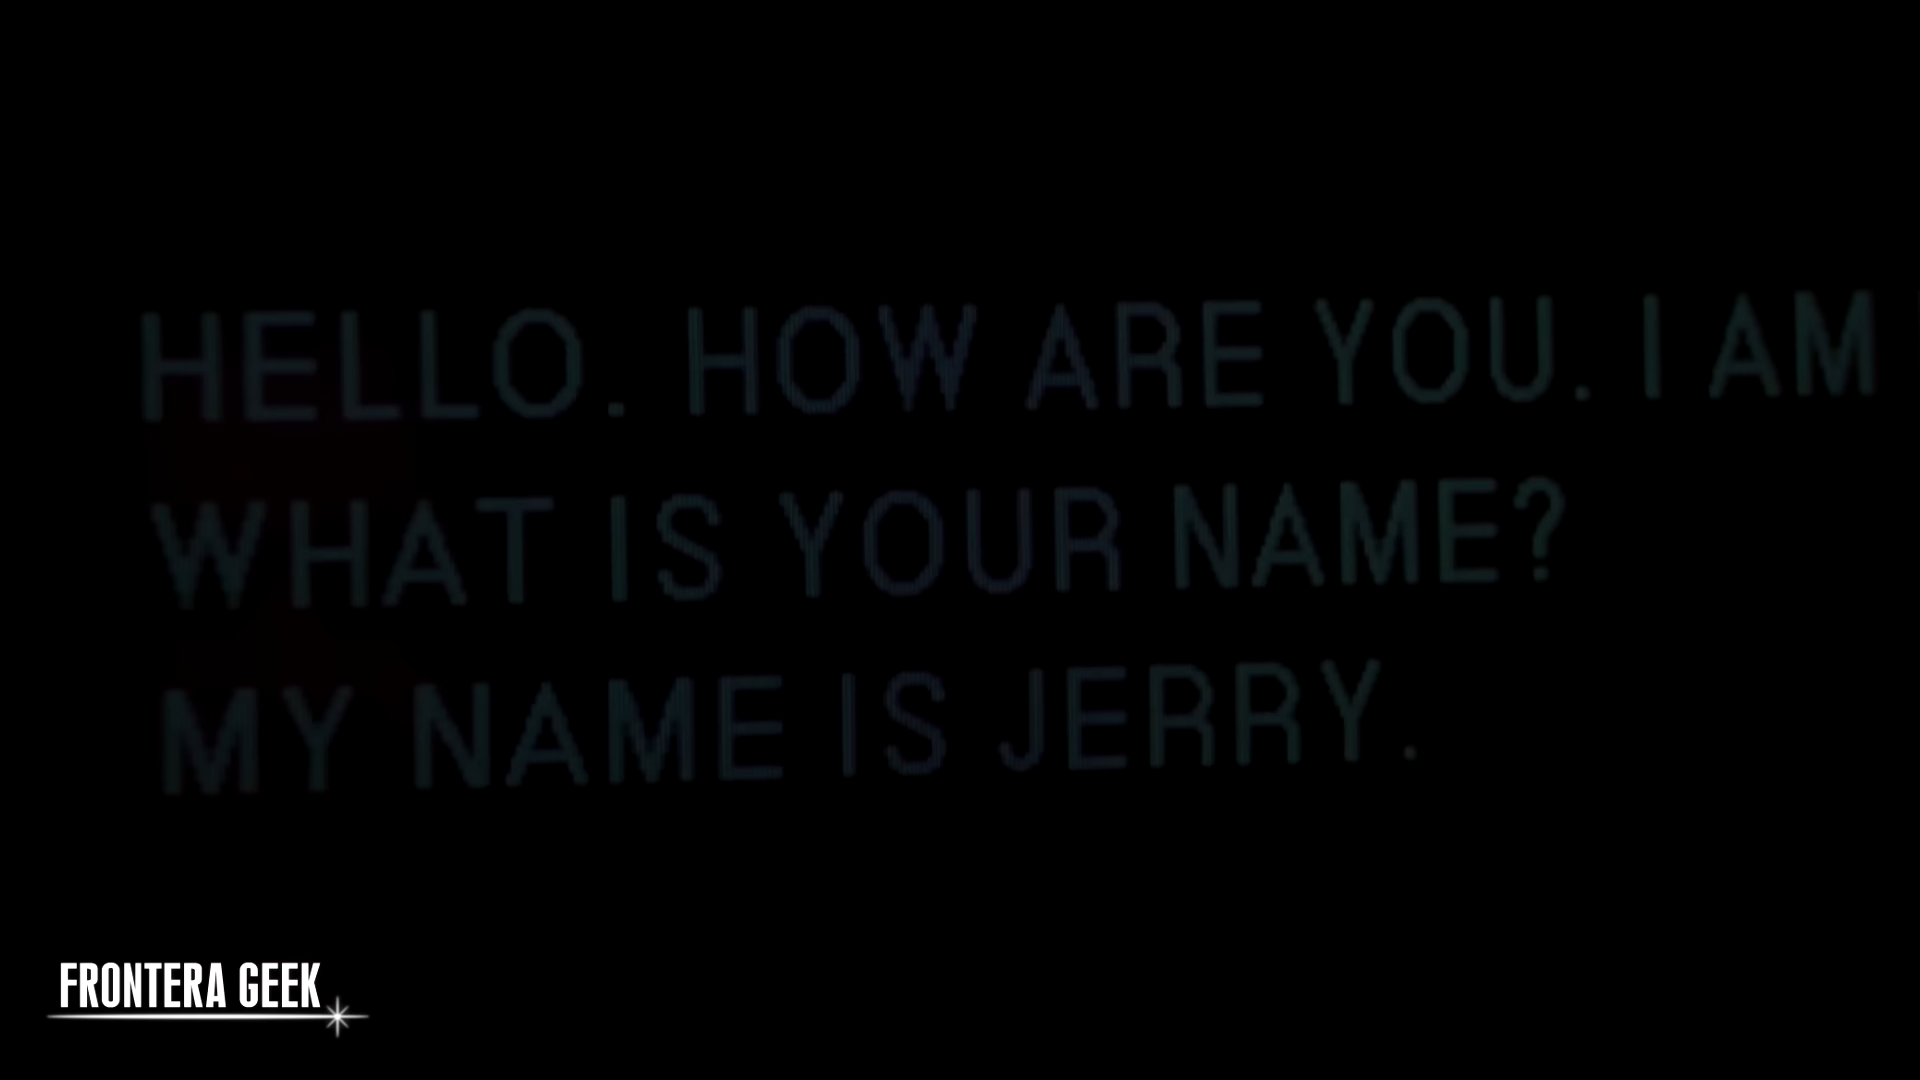 HELLO. HOW ARE YOU. I AM
WHAT IS YOUR NAME?
MY NAME IS JERRY.
FRONTERA GEEK